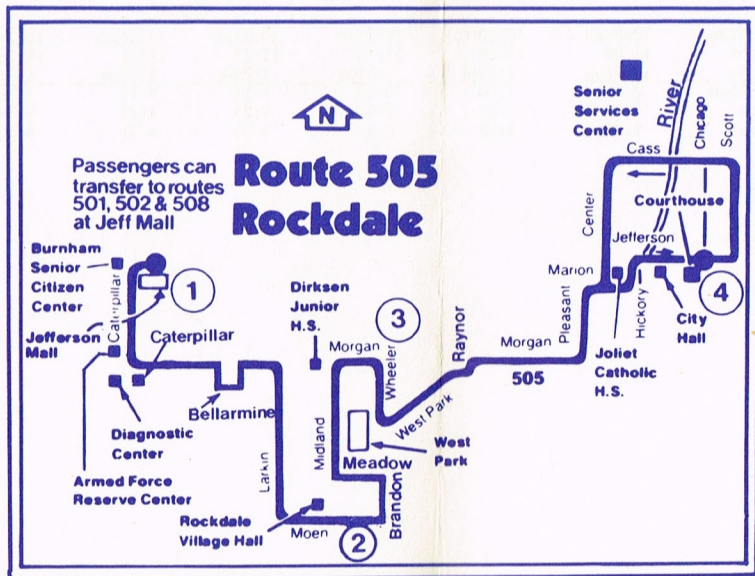 N
Route 505
Rockdale
Passengers can
transfer to routes
501, 502 & 508
at Jeff Mall
Senior
Services
Center
River
Chicago
Scott
Cass
Center
Courthouse
Jefferson
Marion
Hickory
4
City
Hall
Joliet
Catholic
H.S.
Pleasant
Burnham
Senior
Citizen
Center
1
Caterpillar
Jefferson
Mall
Caterpillar
Dirksen
Junior
H.S.
3
Morgan
Wheeler
Raynor
Morgan
505
West Park
West
Park
Bellarmine
Diagnostic
Center
Armed Force
Reserve Center
Larkin
Midland
Meadow
Brandon
Rockdale
Village Hall
Moen
2